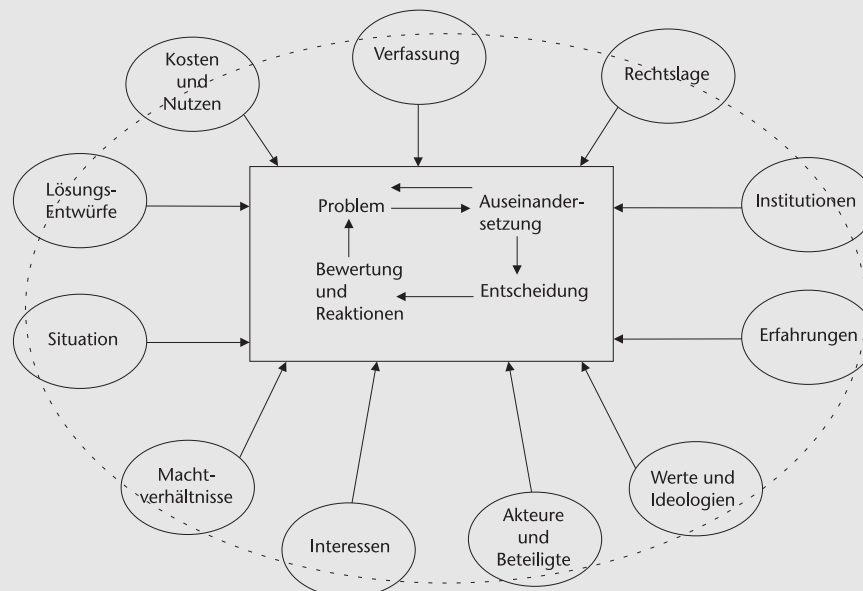 Kosten
und
Nutzen
Verfassung
Rechtslage
Lösungs-
Entwürfe
Problem
Auseinander-
setzung
Institutionen
Bewertung
und
Reaktionen
Entscheidung
Situation
Erfahrungen
Macht-
verhältnisse
Interessen
Akteure
und
Beteiligte
Werte und
Ideologien